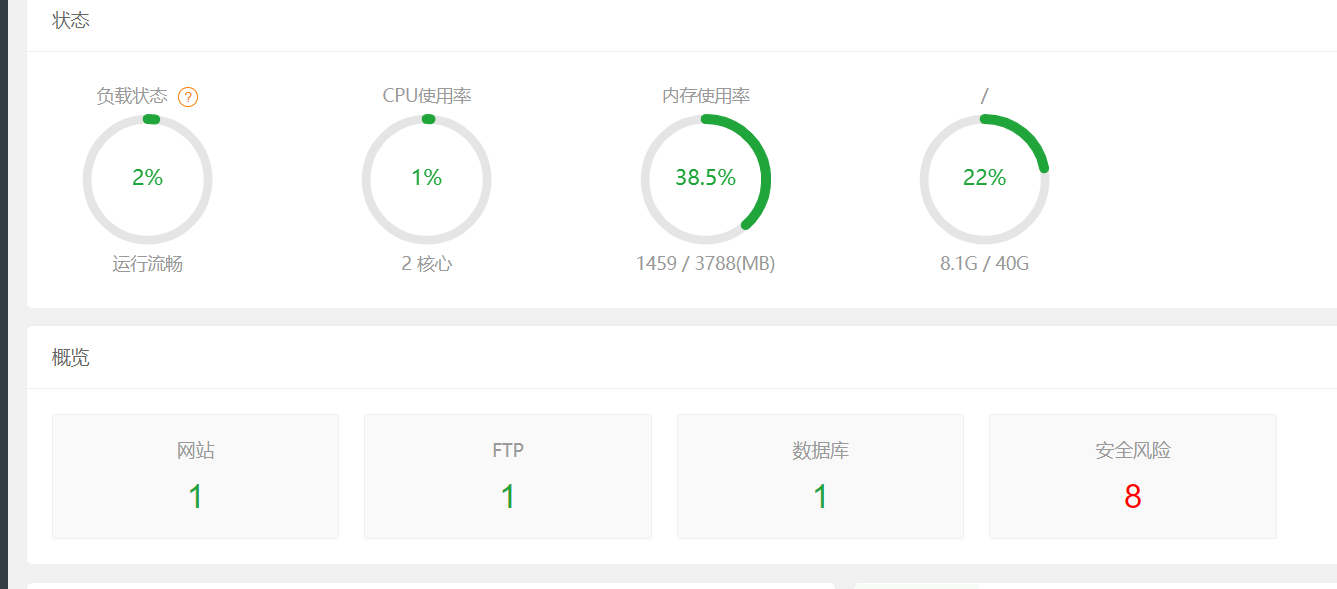 状态
负载状态 ?
CPU使用率
内存使用率
/
2%
1%
38.5%
22%
运行流畅
2 核心
1459 / 3788(MB)
8.1G / 40G
概览
网站
FTP
数据库
安全风险
1
1
1
8